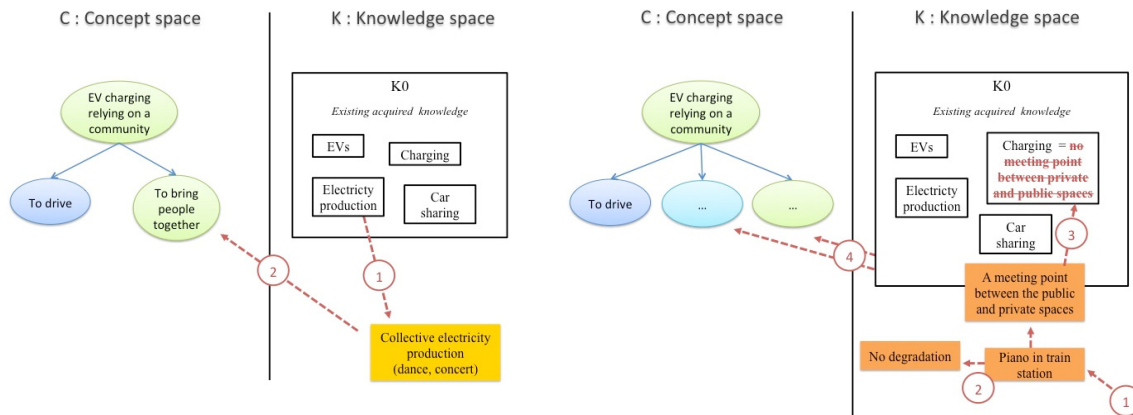 C : Concept space
K : Knowledge space
EV charging
relying on a
community
To drive
To bring
people
together
K0
Existing acquired knowledge
EVs
Charging
Electricty
production
Car
sharing
1
2
Collective electricity
production
(dance, concert)
C : Concept space
K : Knowledge space
EV charging
relying on a
community
To drive
...
...
K0
Existing acquired knowledge
EVs
Charging = no
meeting point
between private
and public spaces
Electricty
production
Car
sharing
3
4
A meeting point
between the public
and private spaces
No degradation
Piano in train
station
2
1